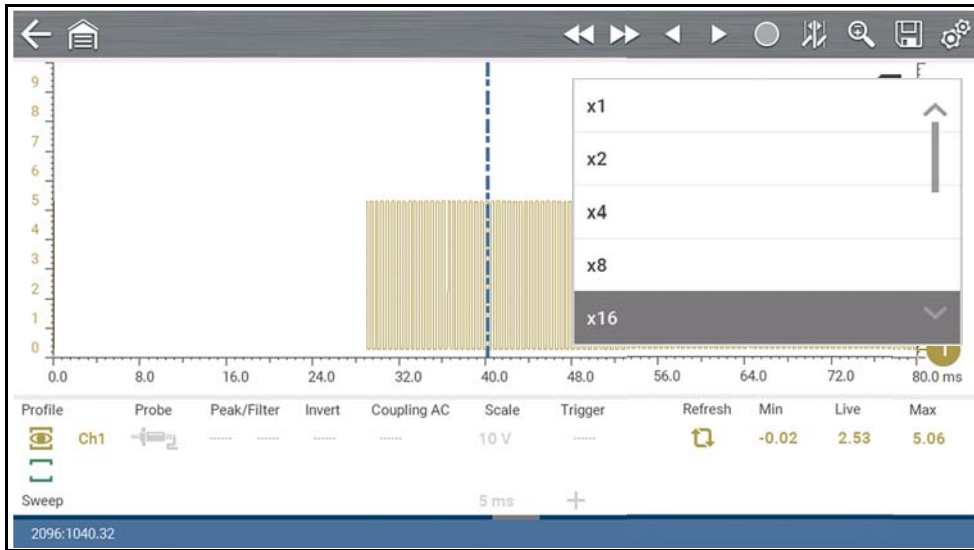 9
8
7
6
5
4
3
2
1
0
x1
x2
x4
x8
x16
0.0 8.0 16.0 24.0 32.0 40.0 48.0 56.0 64.0 72.0 80.0 ms
Profile Probe Peak/Filter Invert Coupling AC Scale Trigger Refresh Min Live Max
Ch1 ------ ------ ------ ------ 10 V ------ -0.02 2.53 5.06
Sweep 5 ms +
2096:1040.32